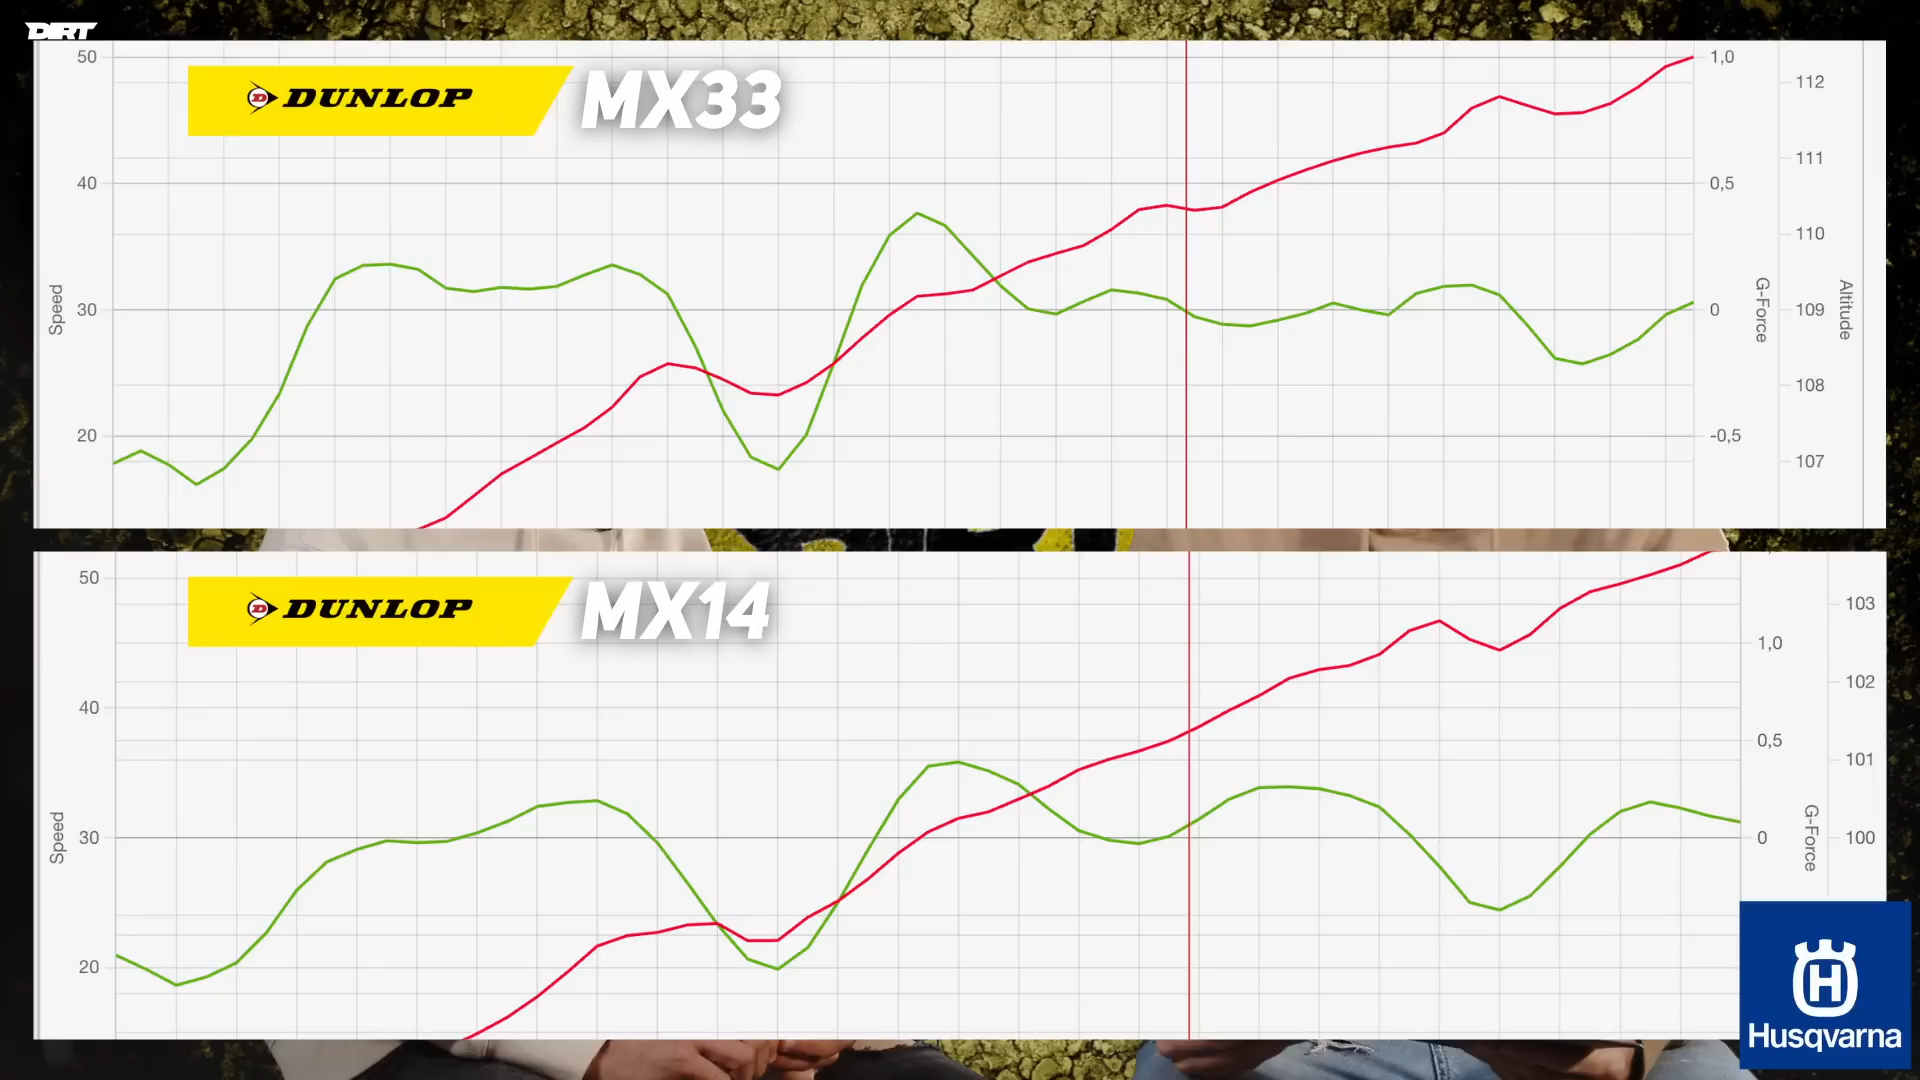 DIRT
DUNLOP MX33
50
40
30
20
Speed
1,0
0,5
0
-0,5
G-Force
112
111
110
109
108
107
Altitude
DUNLOP MX14
50
40
30
20
Speed
1,0
0,5
0
G-Force
103
102
101
100
H
Husqvarna